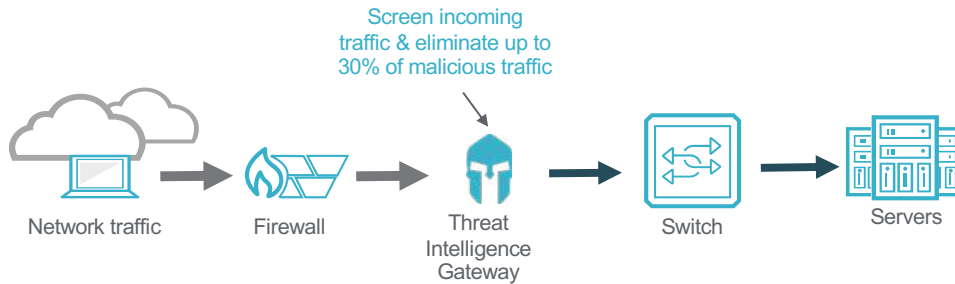 Screen incoming
traffic & eliminate up to
30% of malicious traffic
Network traffic
Firewall
Threat
Intelligence
Gateway
Switch
Servers